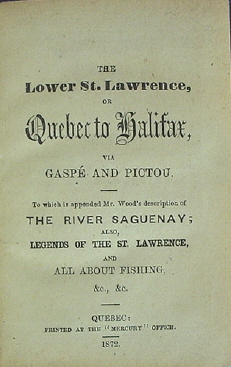 THE
Lower St. Lawrence,
OR
Quebec to Halifax,
VIA
GASPÉ AND PICTOU.
To which is appended Mr. Wood's description of
THE RIVER SAGUENAY;
ALSO,
LEGENDS OF THE ST. LAWRENCE,
AND
ALL ABOUT FISHING,
&c., &c.
QUEBEC:
PRINTED AT THE "MERCURY" OFFICE.
1872.